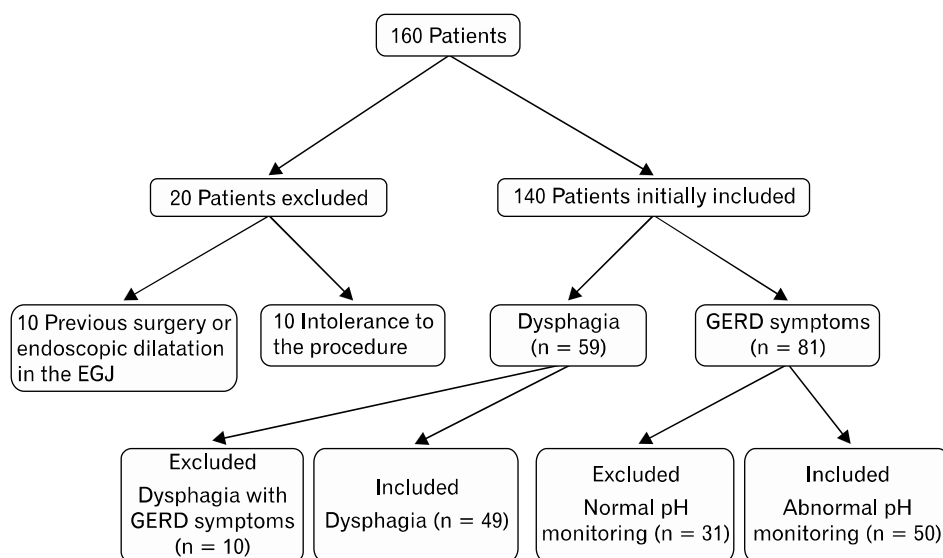 160 Patients
20 Patients excluded
140 Patients initially included
10 Previous surgery or
endoscopic dilatation
in the EGJ
10 Intolerance to
the procedure
Dysphagia
(n = 59)
GERD symptoms
(n = 81)
Excluded
Dysphagia with
GERD symptoms
(n = 10)
Included
Dysphagia (n = 49)
Excluded
Normal pH
monitoring (n = 31)
Included
Abnormal pH
monitoring (n = 50)